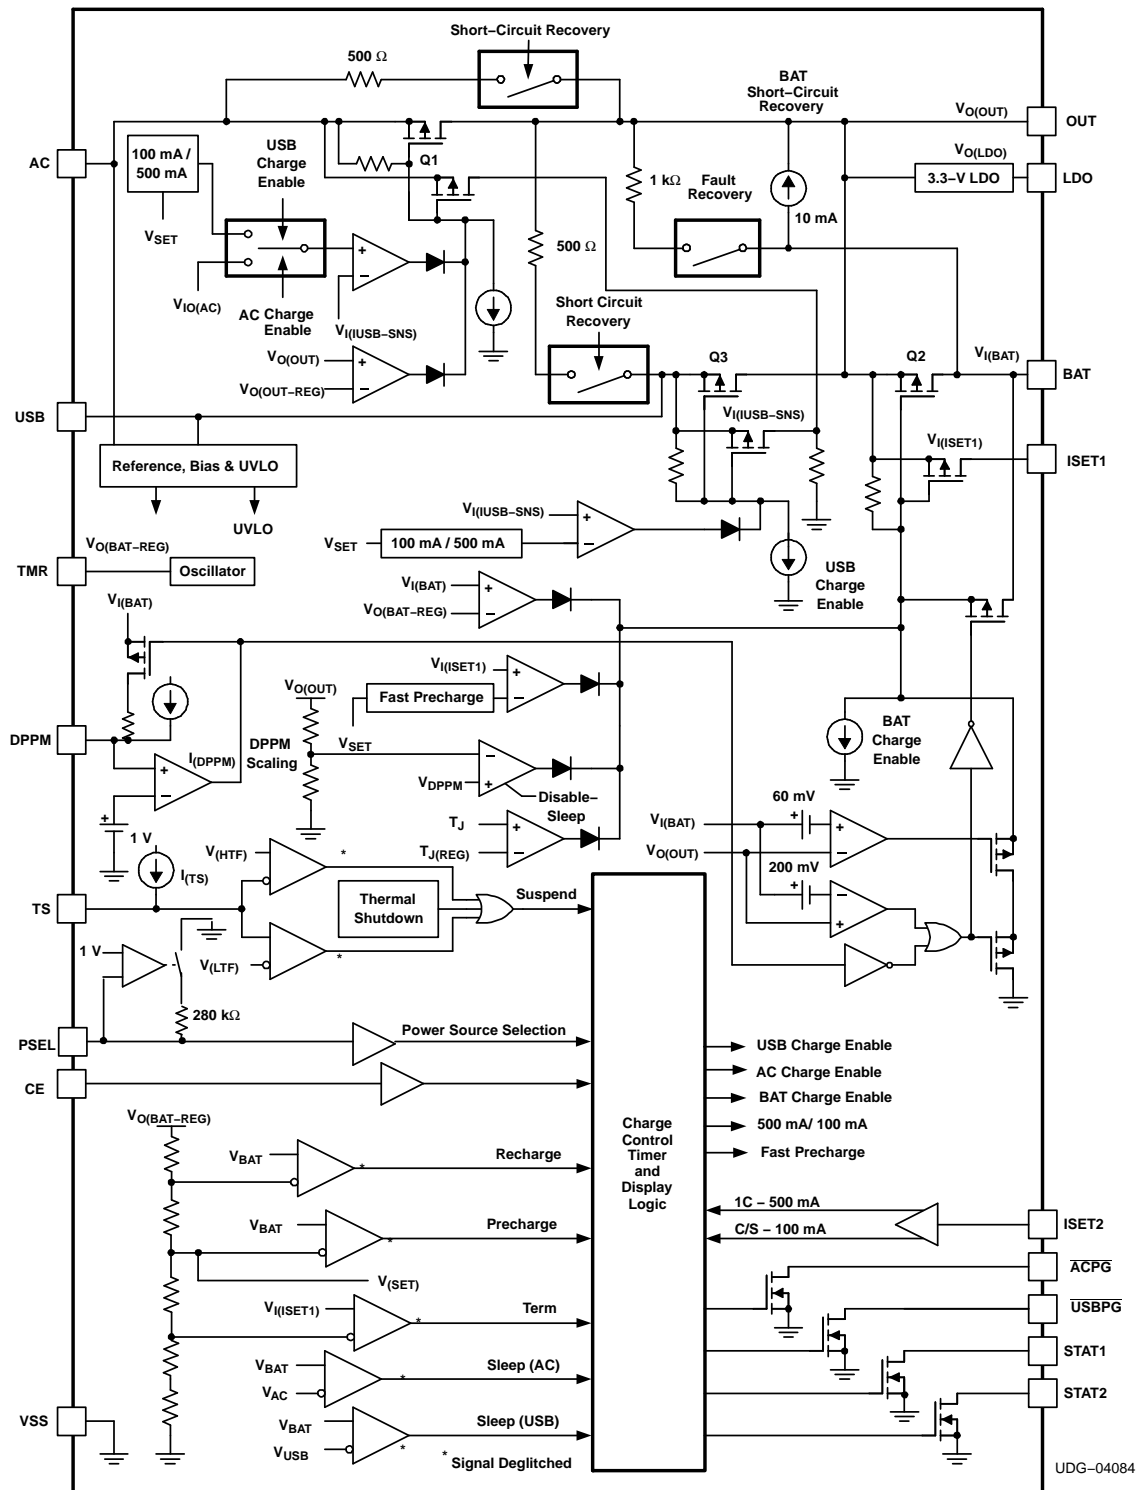 Short−Circuit Recovery
500 Ω
BAT
Short−Circuit
Recovery
VO(OUT)
OUT
AC
100 mA /
500 mA
USB
Charge
Enable
Q1
VO(LDO)
3.3−V LDO
LDO
1 kΩ
Fault
Recovery
10 mA
VSET
500 Ω
+
−
VIO(AC)
AC Charge
Enable
VI(IUSB−SNS)
Short Circuit
Recovery
VO(OUT)
+
−
VO(OUT−REG)
Q3
Q2
VI(BAT)
BAT
USB
VI(IUSB−SNS)
VI(ISET1)
ISET1
Reference, Bias & UVLO
UVLO
VI(IUSB−SNS)
+
−
VSET
100 mA / 500 mA
VO(BAT−REG)
TMR
Oscillator
USB
Charge
Enable
VI(BAT)
+
−
VO(BAT−REG)
VI(BAT)
VI(ISET1)
+
−
Fast Precharge
VO(OUT)
VSET
DPPM
I(DPPM)
+
−
DPPM
Scaling
−
+
VDPPM
Disable−
Sleep
BAT
Charge
Enable
+
1 V
TJ
+
−
TJ(REG)
60 mV
+
VI(BAT)
+
−
VO(OUT)
200 mV
+
−
+
V(HTF)
*
I(TS)
TS
Thermal
Shutdown
Suspend
V(LTF)
*
1 V
280 kΩ
PSEL
Power Source Selection
CE
USB Charge Enable
AC Charge Enable
BAT Charge Enable
500 mA/ 100 mA
Fast Precharge
Charge
Control
Timer
and
Display
Logic
VO(BAT−REG)
VBAT
*
Recharge
VBAT
*
Precharge
V(SET)
1C − 500 mA
C/S − 100 mA
ISET2
ACPG
VI(ISET1)
*
Term
USBPG
STAT1
VBAT
VAC
*
Sleep (AC)
STAT2
VSS
VBAT
VUSB
*
Sleep (USB)
* Signal Deglitched
UDG−04084